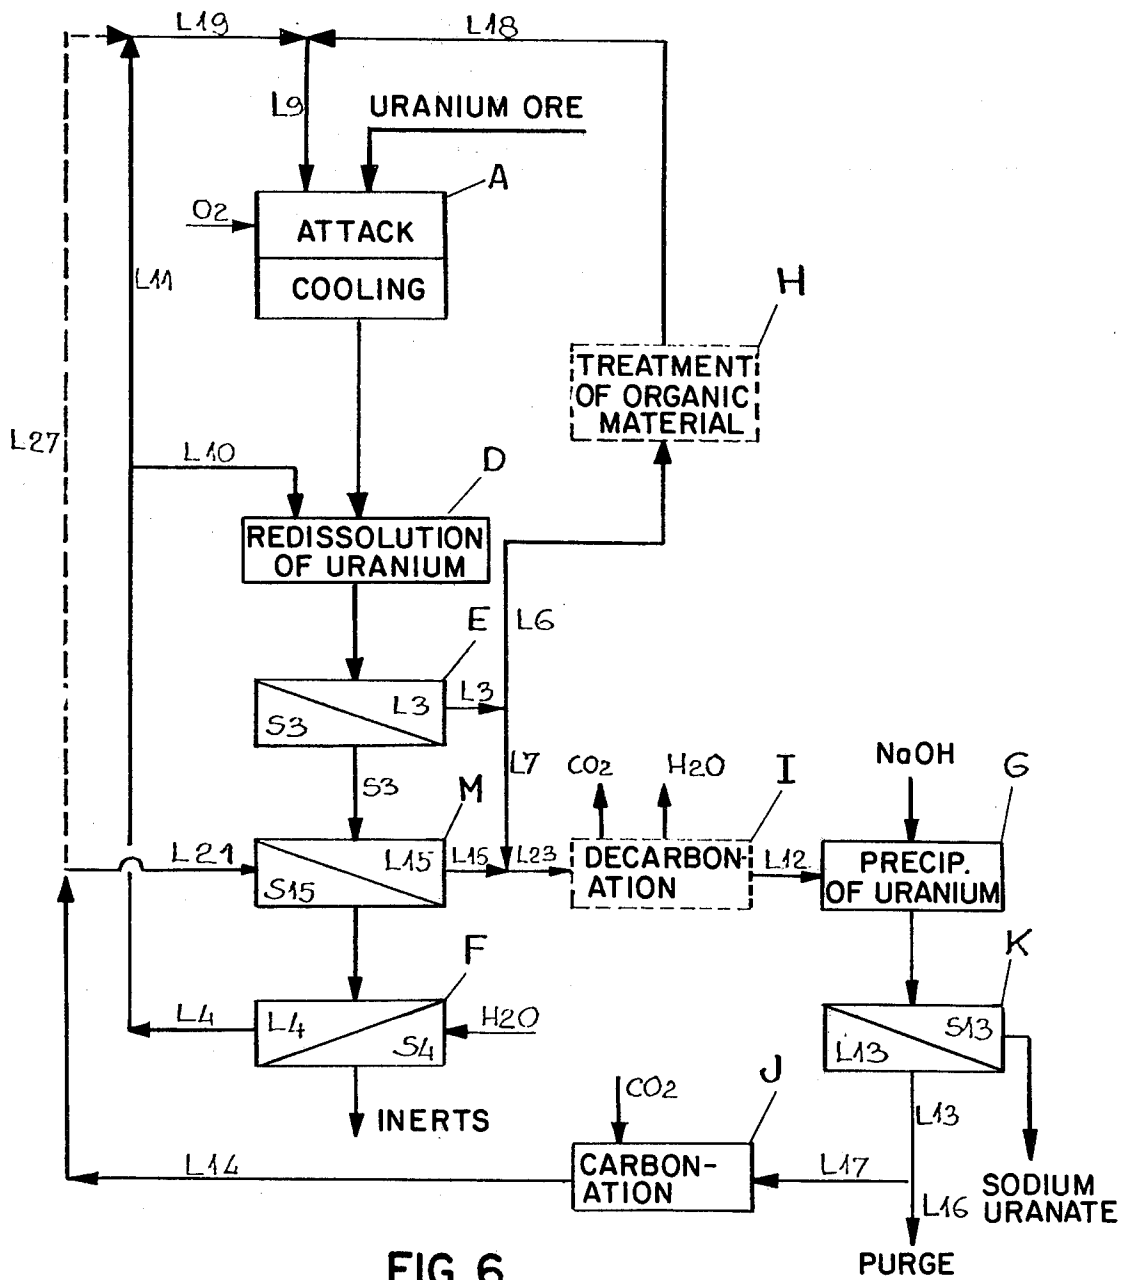 L19
L18
L9
URANIUM ORE
A
O2
ATTACK
COOLING
L11
H
TREATMENT
OF ORGANIC
MATERIAL
L27
L10
D
REDISSOLUTION
OF URANIUM
E
L6
L3
L3
S3
L7
S3
M
CO2
H2O
I
NaOH
G
L21
L15
S15
L15
L23
DECARBON-
ATION
L12
PRECIP.
OF URANIUM
F
K
L4
L4
S4
H2O
S13
L13
INERTS
CO2
J
L13
L14
CARBON-
ATION
L17
L16
SODIUM
URANATE
PURGE
FIG. 6